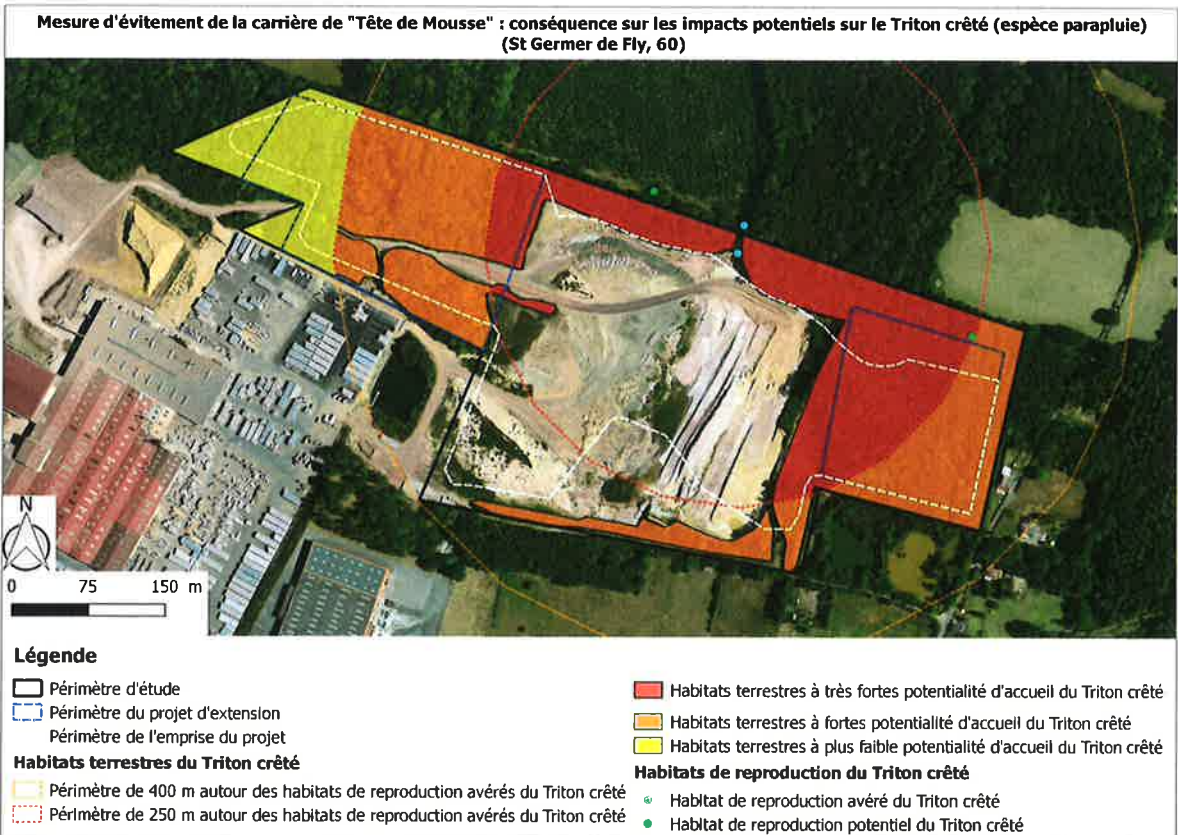 Mesure d'évitement de la carrière de "Tête de Mousse" : conséquence sur les impacts potentiels sur le Triton crêté (espèce parapluie)
(St Germer de Fly, 60)
N
0 75 150 m
Légende
Périmètre d'étude
Périmètre du projet d'extension
Périmètre de l'emprise du projet
Habitats terrestres du Triton crêté
Périmètre de 400 m autour des habitats de reproduction avérés du Triton crêté
Périmètre de 250 m autour des habitats de reproduction avérés du Triton crêté
Habitats terrestres à très fortes potentialité d'accueil du Triton crêté
Habitats terrestres à fortes potentialité d'accueil du Triton crêté
Habitats terrestres à plus faible potentialité d'accueil du Triton crêté
Habitats de reproduction du Triton crêté
Habitat de reproduction avéré du Triton crêté
Habitat de reproduction potentiel du Triton crêté